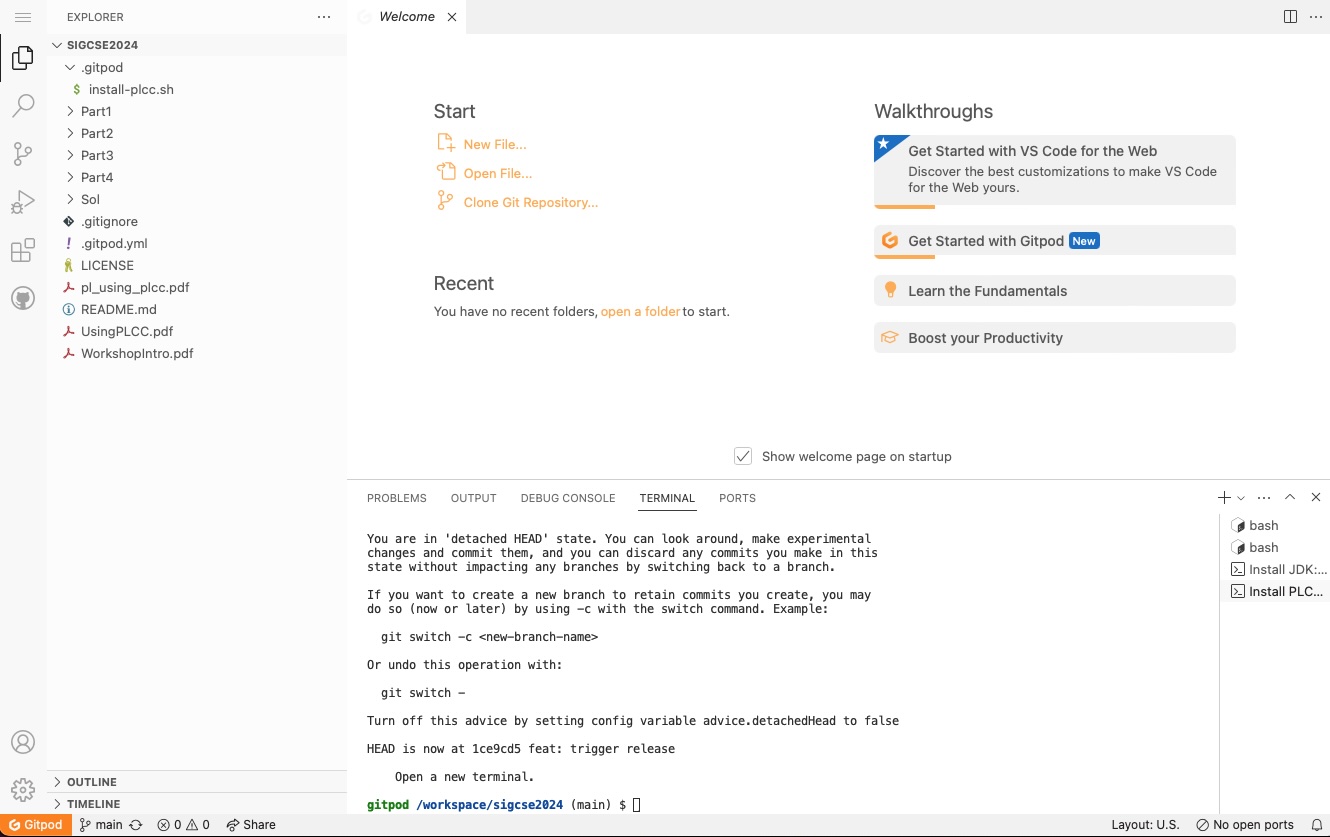 EXPLORER
SIGCSE2024
.gitpod
$ install-plcc.sh
Part1
Part2
Part3
Part4
Sol
.gitignore
! .gitpod.yml
LICENSE
pl_using_plcc.pdf
README.md
UsingPLCC.pdf
WorkshopIntro.pdf
OUTLINE
TIMELINE
Welcome
Start
New File...
Open File...
Clone Git Repository...
Recent
You have no recent folders, open a folder to start.
Walkthroughs
Get Started with VS Code for the Web
Discover the best customizations to make VS Code
for the Web yours.
Get Started with Gitpod New
Learn the Fundamentals
Boost your Productivity
Show welcome page on startup
PROBLEMS OUTPUT DEBUG CONSOLE TERMINAL PORTS
You are in 'detached HEAD' state. You can look around, make experimental
changes and commit them, and you can discard any commits you make in this
state without impacting any branches by switching back to a branch.
If you want to create a new branch to retain commits you create, you may
do so (now or later) by using -c with the switch command. Example:
git switch -c <new-branch-name>
Or undo this operation with:
git switch -
Turn off this advice by setting config variable advice.detachedHead to false
HEAD is now at 1ce9cd5 feat: trigger release
Open a new terminal.
gitpod /workspace/sigcse2024 (main) $
bash
bash
Install JDK:...
Install PLC...
Gitpod main 0 0 Share Layout: U.S. No open ports